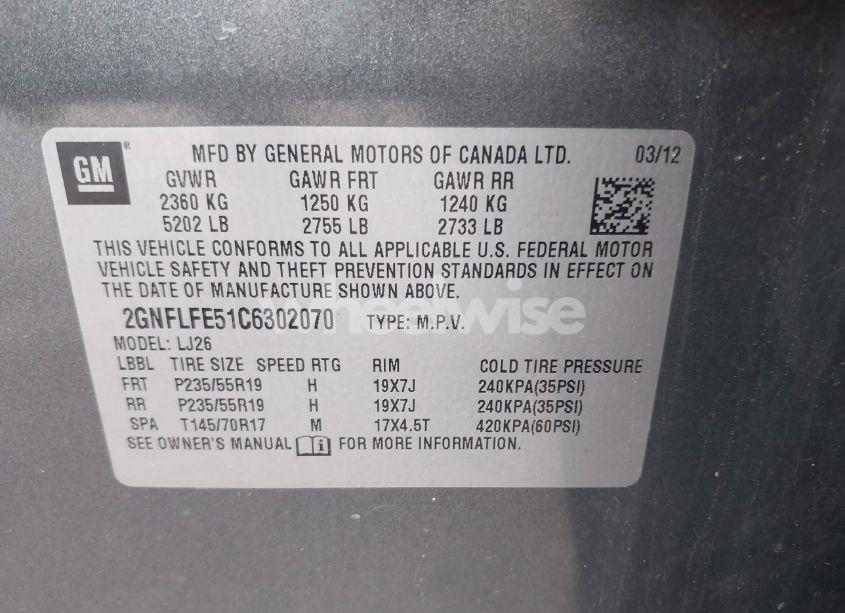 GM®
MFD BY GENERAL MOTORS OF CANADA LTD. 03/12
GVWR GAWR FRT GAWR RR
2360 KG 1250 KG 1240 KG
5202 LB 2755 LB 2733 LB
THIS VEHICLE CONFORMS TO ALL APPLICABLE U.S. FEDERAL MOTOR
VEHICLE SAFETY AND THEFT PREVENTION STANDARDS IN EFFECT ON
THE DATE OF MANUFACTURE SHOWN ABOVE.
wheelwise
2GNFLFE51C6302070 TYPE: M.P.V.
MODEL: LJ26
LBBL TIRE SIZE SPEED RTG RIM COLD TIRE PRESSURE
FRT P235/55R19 H 19X7J 240KPA(35PSI)
RR P235/55R19 H 19X7J 240KPA(35PSI)
SPA T145/70R17 M 17X4.5T 420KPA(60PSI)
SEE OWNER'S MANUAL FOR MORE INFORMATION.